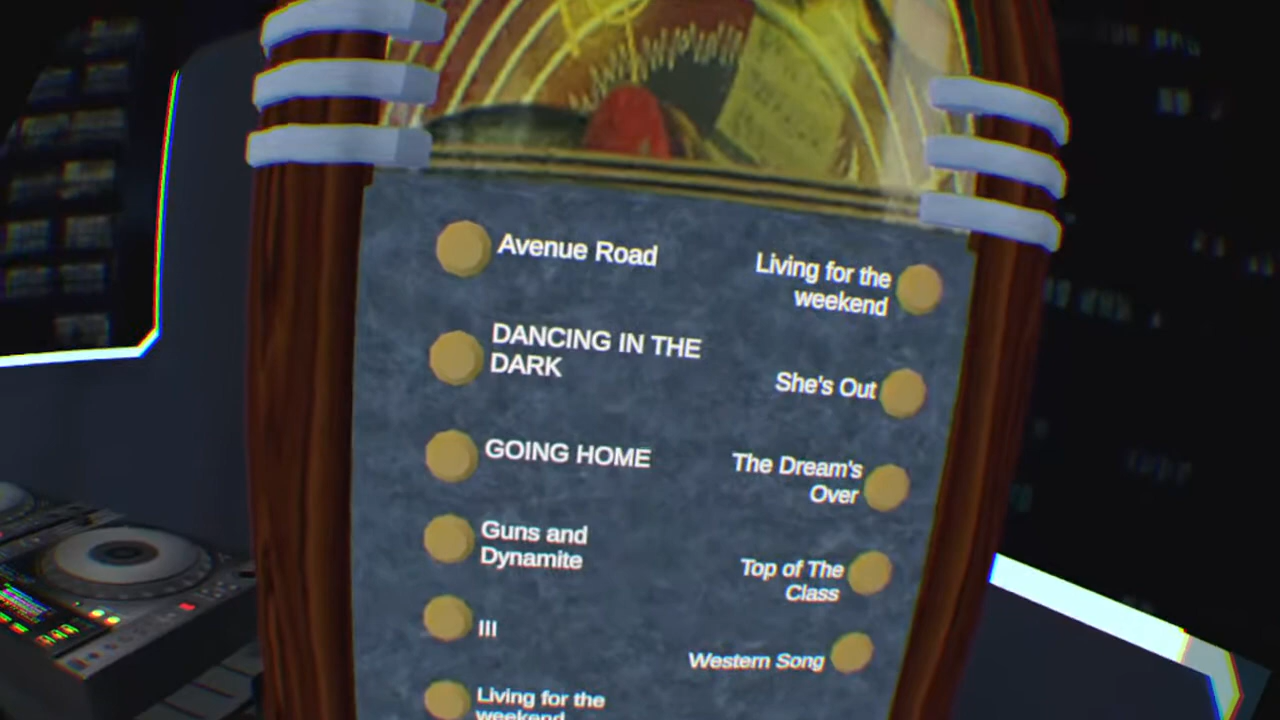 Avenue Road
DANCING IN THE
DARK
GOING HOME
Guns and
Dynamite
III
Living for the
weekend
Living for the
weekend
She's Out
The Dream's
Over
Top of The
Class
Western Song